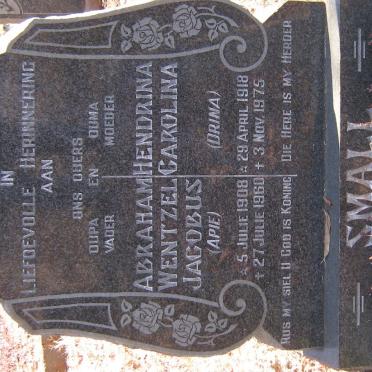 IN
LIEFDEVOLLE HERINNERING
AAN
ONS OUERS
OUPA EN OUMA
VADER MOEDER
ABRAHAM HENDRINA
WENTZEL CAROLINA
JACOBUS
(APIE) (DRINA)
* 5 JULIE 1908 * 29 APRIL 1918
† 27 JULIE 1960 † 3 NOV. 1975
RUS MY SIEL U GOD IS KONING DIE HERE IS MY HERDER
SMALL